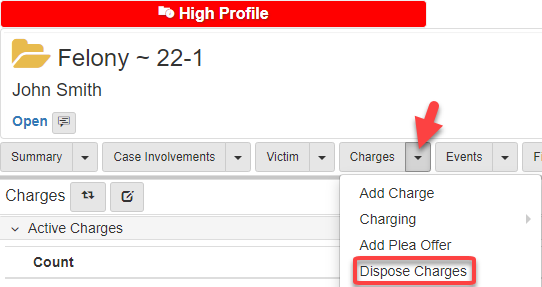 High Profile
Felony ~ 22-1
John Smith
Open
Summary Case Involvements Victim Charges Events
Charges
Add Charge
Charging
Active Charges
Add Plea Offer
Count
Dispose Charges